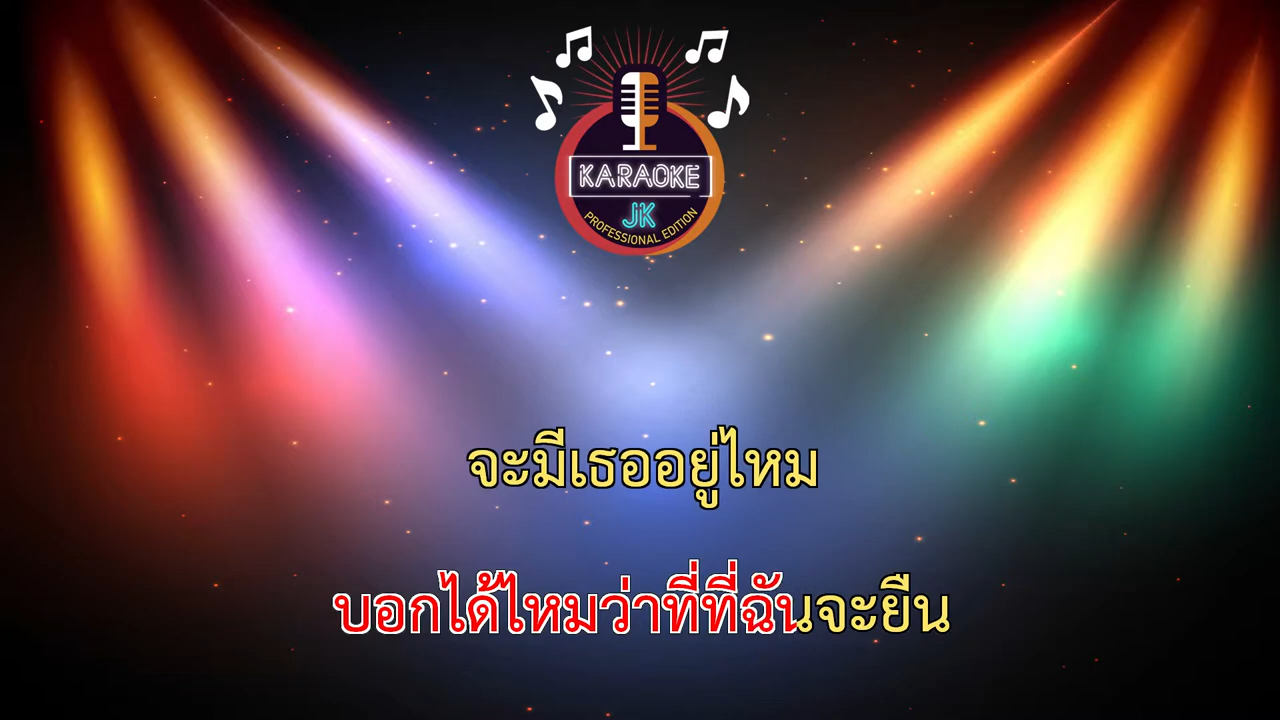 KARAOKE
JK
PROFESSIONAL EDITION
จะมีเธออยู่ไหม
บอกได้ไหมว่าที่ที่ฉันจะยืน